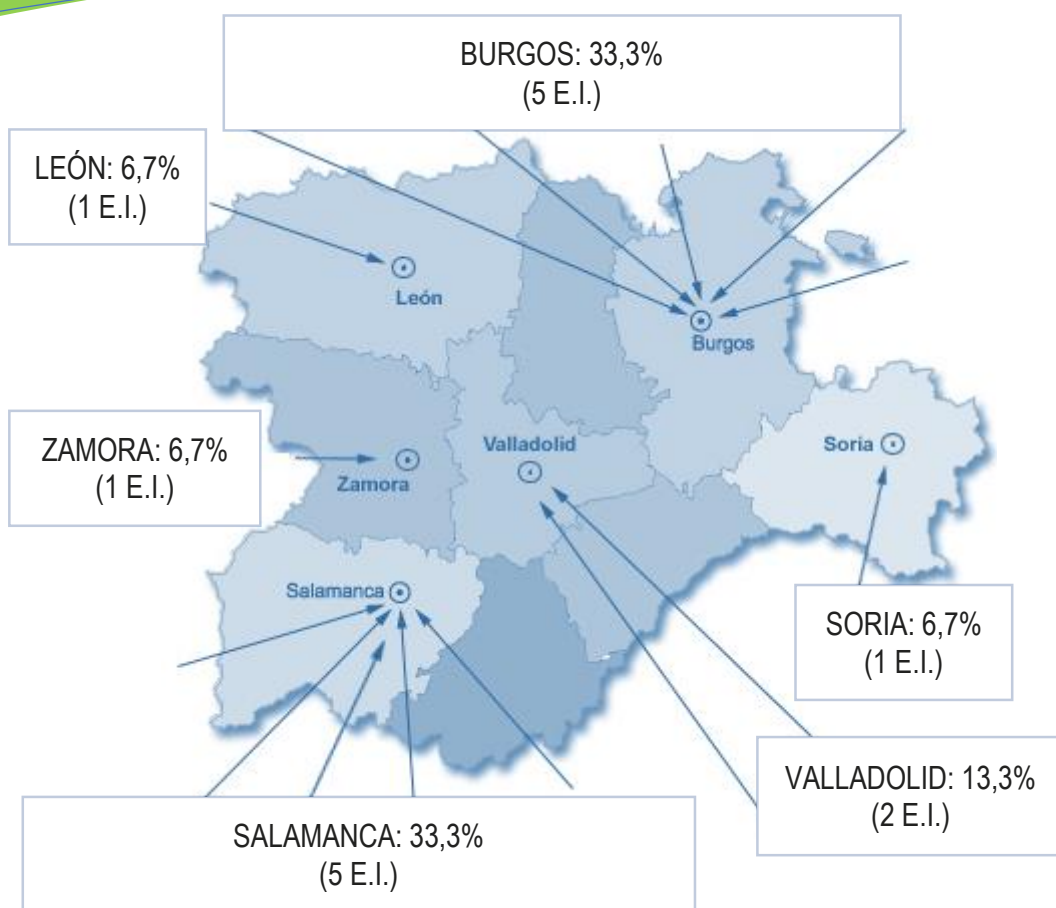 BURGOS: 33,3%
(5 E.I.)
LEÓN: 6,7%
(1 E.I.)
León
Burgos
ZAMORA: 6,7%
(1 E.I.)
Zamora
Valladolid
Soria
Salamanca
SORIA: 6,7%
(1 E.I.)
VALLADOLID: 13,3%
(2 E.I.)
SALAMANCA: 33,3%
(5 E.I.)